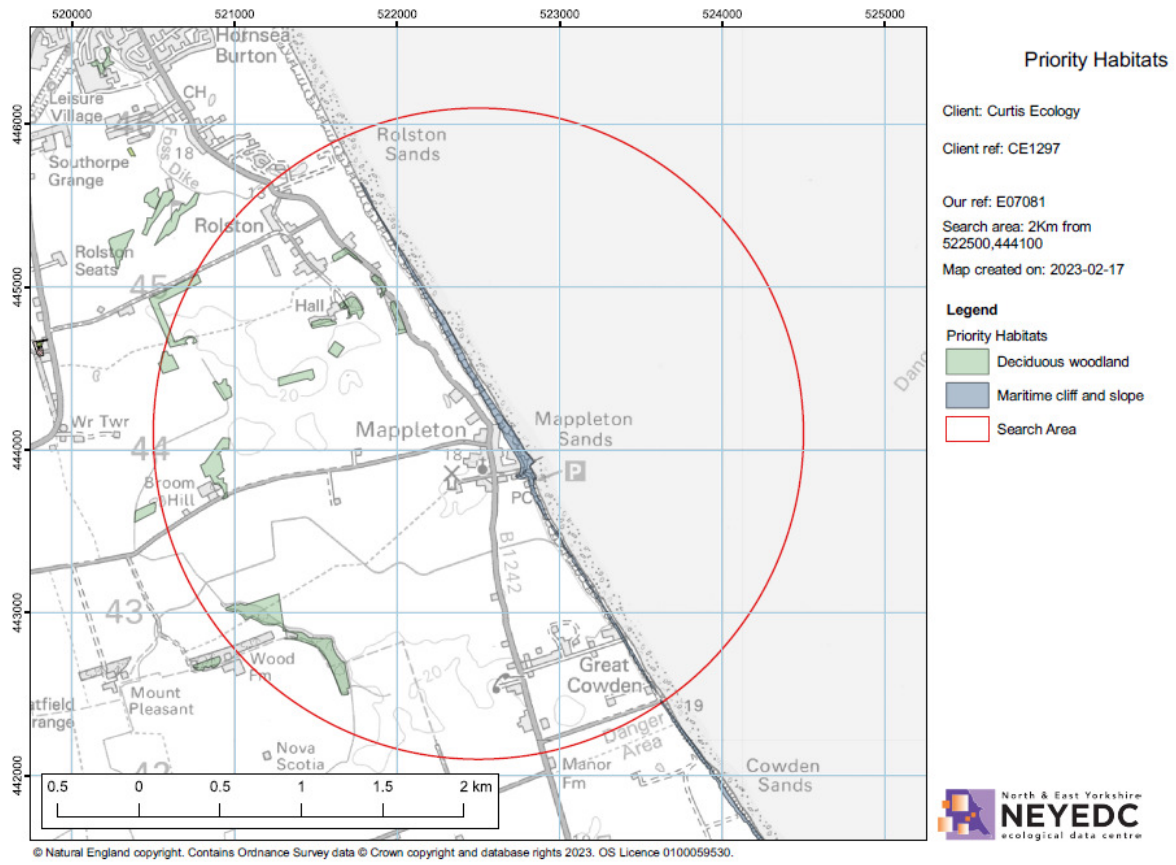 520000
521000
522000
523000
524000
525000
446000
445000
444000
443000
442000
Hornsea
Burton
CH
Leisure
Village
46
Southorpe
Grange
Foss
Dike
18
13
Rolston
Sands
Rolston
Rolston
Seats
45
Hall
20
Wr Twr
44
Mappleton
18
Mappleton
Sands
P
PC
Broom
Hill
B1242
43
Wood
Fm
Mount
Pleasant
Nova
Scotia
20
Great
Cowden
19
Danger
Area
Manor
Fm
Cowden
Sands
42
0.5 0 0.5 1 1.5 2 km
Priority Habitats
Client: Curtis Ecology
Client ref: CE1297
Our ref: E07081
Search area: 2Km from
522500,444100
Map created on: 2023-02-17
Legend
Priority Habitats
Deciduous woodland
Maritime cliff and slope
Search Area
North & East Yorkshire
NEYEDC
ecological data centre
© Natural England copyright. Contains Ordnance Survey data © Crown copyright and database rights 2023. OS Licence 0100059530.